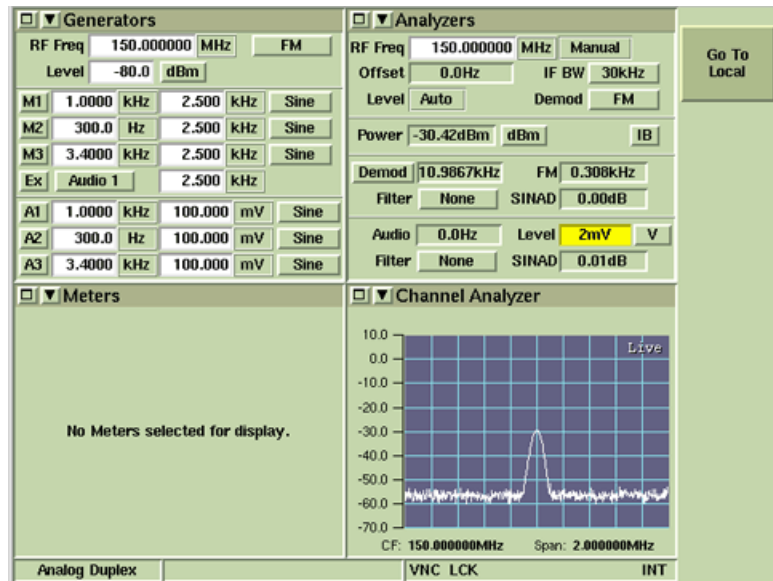 Generators
RF Freq 150.000000 MHz FM
Level -80.0 dBm
M1 1.0000 kHz 2.500 kHz Sine
M2 300.0 Hz 2.500 kHz Sine
M3 3.4000 kHz 2.500 kHz Sine
Ex Audio 1 2.500 kHz
A1 1.0000 kHz 100.000 mV Sine
A2 300.0 Hz 100.000 mV Sine
A3 3.4000 kHz 100.000 mV Sine
Analyzers
RF Freq 150.000000 MHz Manual
Offset 0.0Hz IF BW 30kHz
Level Auto Demod FM
Power -30.42dBm dBm IB
Demod 10.9867kHz FM 0.308kHz
Filter None SINAD 0.00dB
Audio 0.0Hz Level 2mV V
Filter None SINAD 0.01dB
Go To
Local
Meters
No Meters selected for display.
Channel Analyzer
Live
10.0
0.0
-10.0
-20.0
-30.0
-40.0
-50.0
-60.0
-70.0
CF: 150.000000MHz Span: 2.000000MHz
Analog Duplex VNC LCK INT